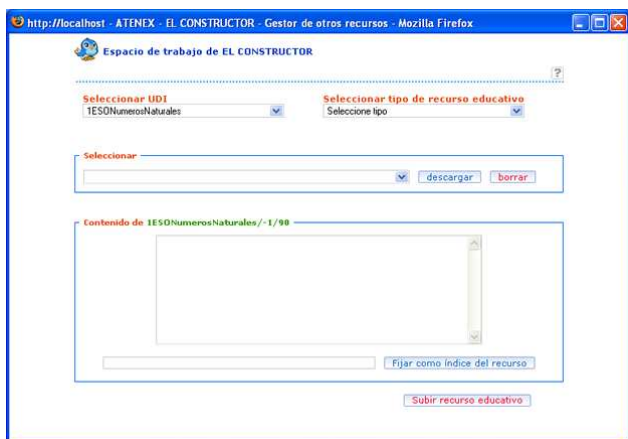 http://localhost - ATENEX - EL CONSTRUCTOR - Gestor de otros recursos - Mozilla Firefox
Espacio de trabajo de EL CONSTRUCTOR
?
Seleccionar UDI Seleccionar tipo de recurso educativo
1ESONumerosNaturales Seleccione tipo
Seleccionar
descargar borrar
Contenido de 1ESONumerosNaturales/-1/90
Fijar como índice del recurso
Subir recurso educativo